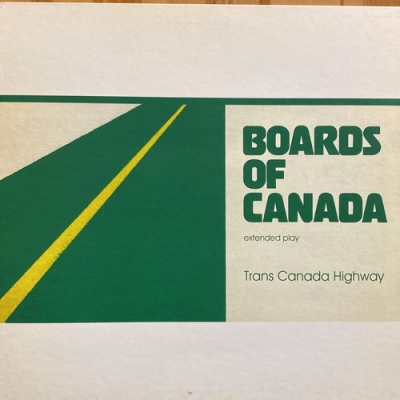 BOARDS
OF
CANADA
extended play
Trans Canada Highway